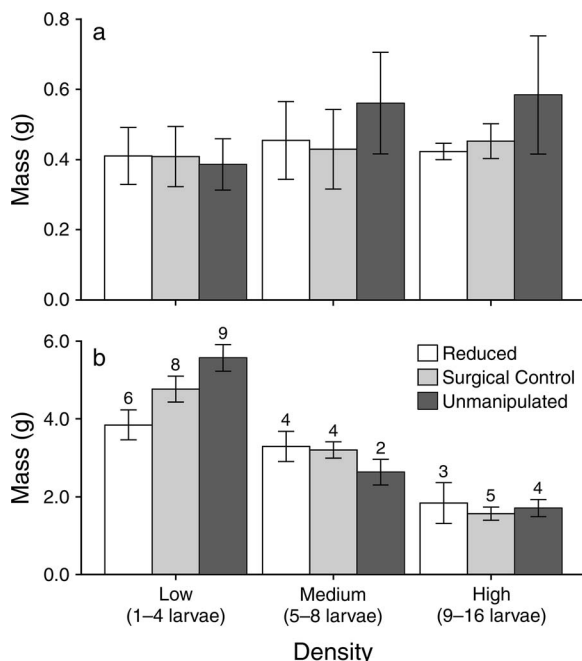 a
Mass (g)
0.8
0.6
0.4
0.2
0.0
b
Mass (g)
6.0
4.0
2.0
0.0
Reduced
Surgical Control
Unmanipulated
6
8
9
4
4
2
3
5
4
Low
(1–4 larvae)
Medium
(5–8 larvae)
High
(9–16 larvae)
Density